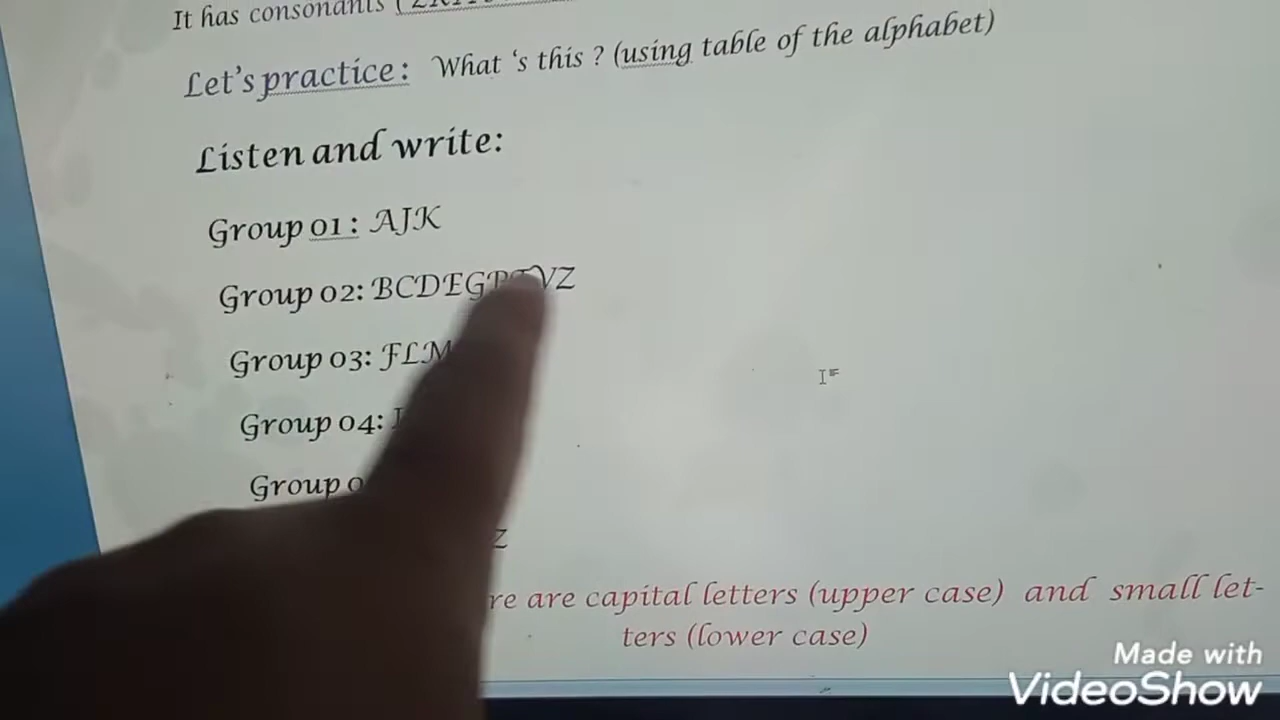 It has consonants
Let's practice: What 's this ? (using table of the alphabet)
Listen and write:
Group 01: AJK
Group 02: BCDEGPTVZ
Group 03: FLM
Group 04:
Group
Z
re are capital letters (upper case) and small let-
ters (lower case)
Made with
VideoShow